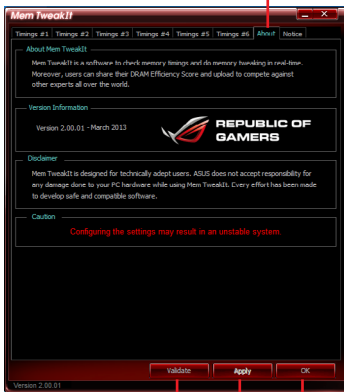 Mem TweakIt
Timings #1 Timings #2 Timings #3 Timings #4 Timings #5 Timings #6 About Notice
About Mem TweakIt
Mem TweakIt is a software to check memory timings and do memory tweaking in real-time.
Moreover, users can share their DRAM Efficiency Score and upload to compete against
other experts all over the world.
Version Information
Version 2.00.01 - March 2013
REPUBLIC OF
GAMERS
Disclaimer
Mem TweakIt is designed for technically adept users. ASUS does not accept responsibility for
any damage done to your PC hardware while using Mem TweakIt. Every effort has been made
to develop safe and compatible software.
Caution
Configuring the settings may result in an unstable system.
Validate Apply OK
Version 2.00.01